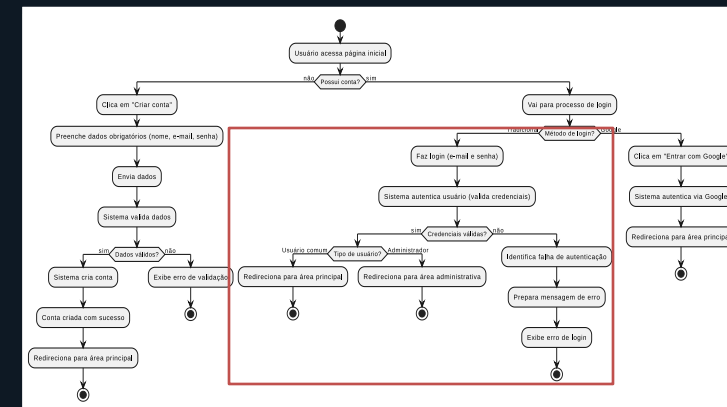 Usuário acessa página inicial
não
Possui conta?
sim
Clica em "Criar conta"
Vai para processo de login
Preenche dados obrigatórios (nome, e-mail, senha)
Tradicional
Método de login?
Google
Faz login (e-mail e senha)
Clica em "Entrar com Google"
Envia dados
Sistema autentica usuário (valida credenciais)
Sistema autentica via Google
Sistema valida dados
sim
Credenciais válidas?
não
Redireciona para área principa
sim
Dados válidos?
não
Usuário comum
Tipo de usuário?
Administrador
Identifica falha de autenticação
Sistema cria conta
Exibe erro de validação
Redireciona para área principal
Redireciona para área administrativa
Prepara mensagem de erro
Conta criada com sucesso
Exibe erro de login
Redireciona para área principal